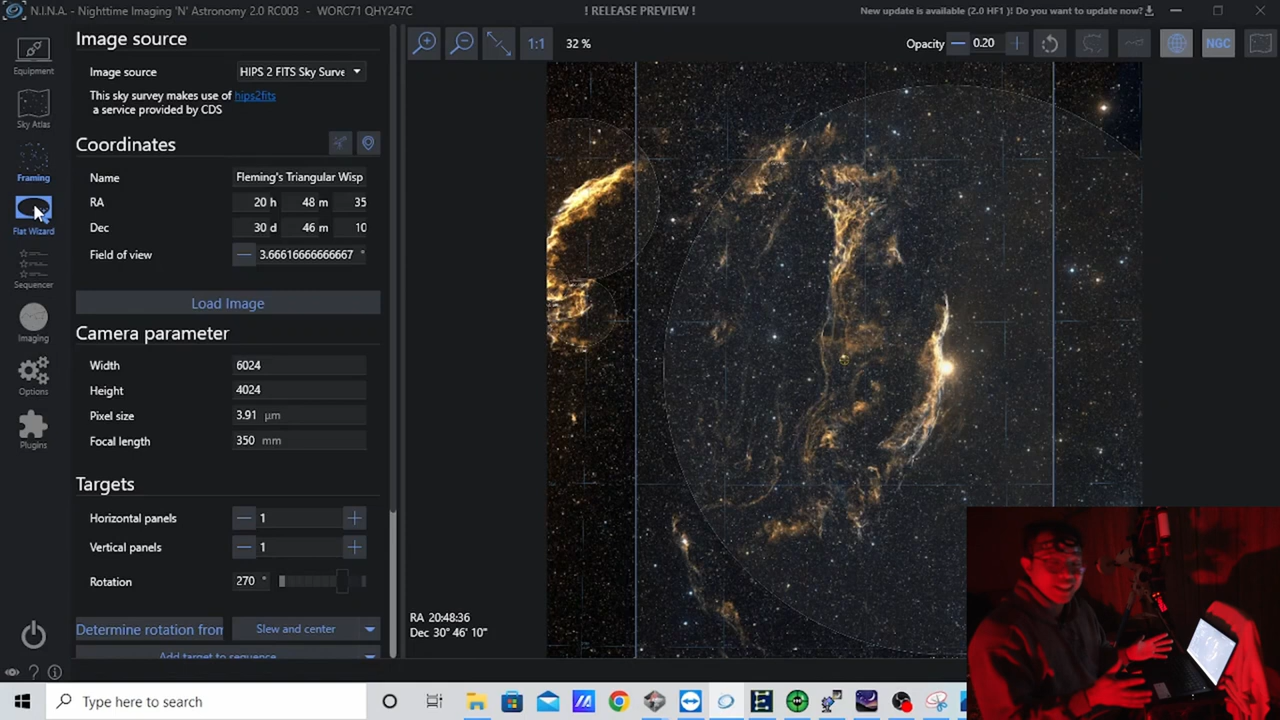 N.I.N.A. - Nighttime Imaging 'N' Astronomy 2.0 RC003 - WORC71 QHY247C
! RELEASE PREVIEW !
New update is available (2.0 HF1 )! Do you want to update now?
Equipment
Sky Atlas
Framing
Flat Wizard
Sequencer
Imaging
Options
Plugins
Image source
Image source HIPS 2 FITS Sky Surve
This sky survey makes use of hips2fits
a service provided by CDS
Coordinates
Name Fleming's Triangular Wisp
RA 20 h 48 m 35
Dec 30 d 46 m 10
Field of view 3.66616666666667 °
Load Image
Camera parameter
Width 6024
Height 4024
Pixel size 3.91 µm
Focal length 350 mm
Targets
Horizontal panels 1
Vertical panels 1
Rotation 270 °
Determine rotation from Slew and center
Add target to sequence
1:1 32 %
Opacity 0.20
NGC
RA 20:48:36
Dec 30° 46' 10"
Type here to search